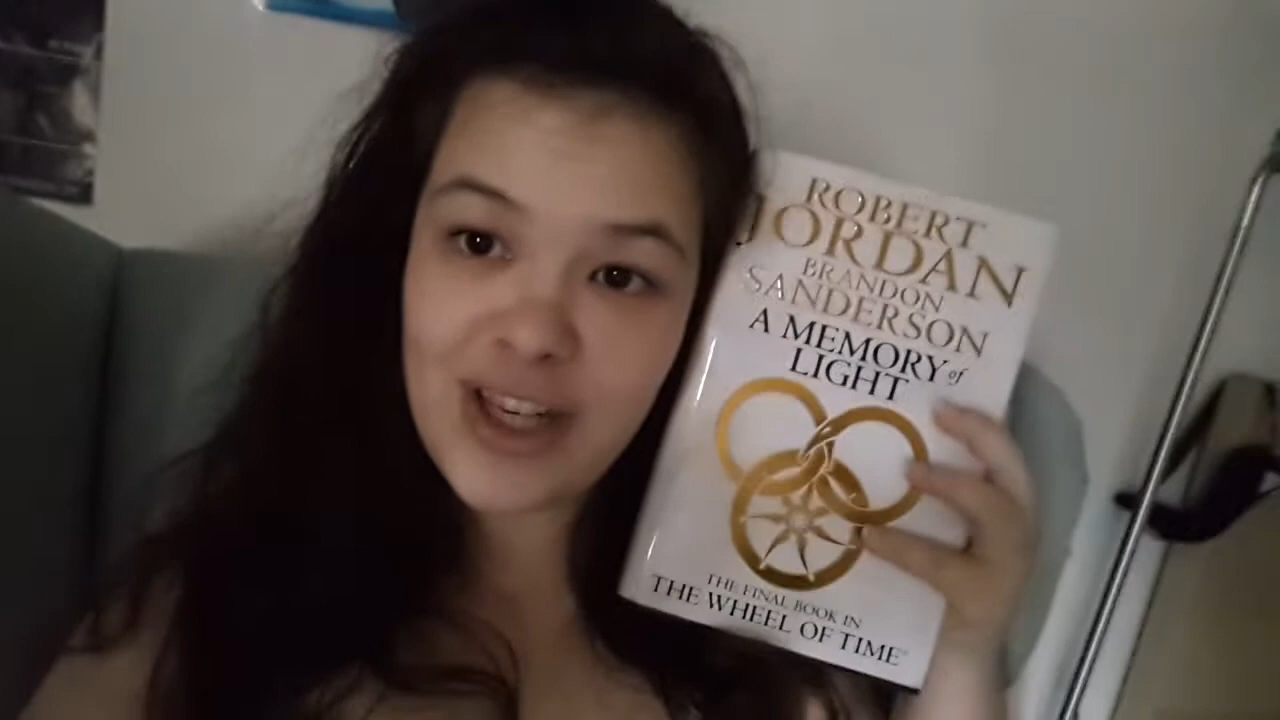 ROBERT
JORDAN
BRANDON
SANDERSON
A MEMORY of
LIGHT
THE FINAL BOOK IN
THE WHEEL OF TIME